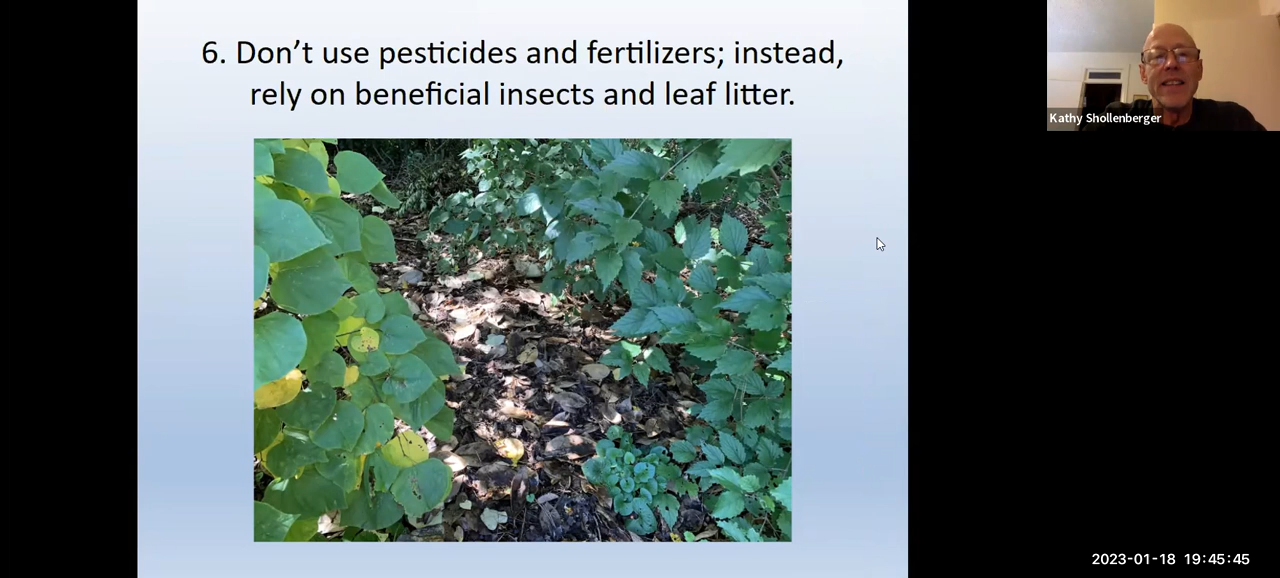 6. Don’t use pesticides and fertilizers; instead,
rely on beneficial insects and leaf litter.
Kathy Shollenberger
2023-01-18 19:45:45